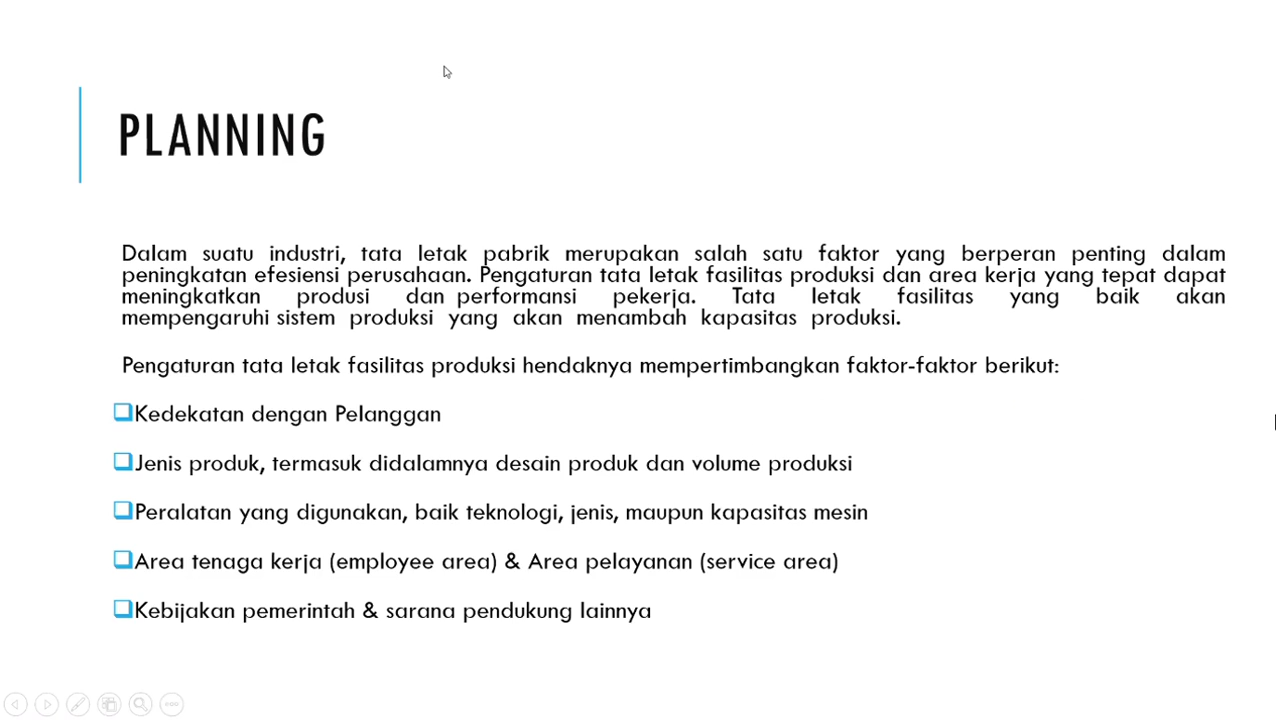 PLANNING
Dalam suatu industri, tata letak pabrik merupakan salah satu faktor yang berperan penting dalam
peningkatan efesiensi perusahaan. Pengaturan tata letak fasilitas produksi dan area kerja yang tepat dapat
meningkatkan produsi dan performansi pekerja. Tata letak fasilitas yang baik akan
mempengaruhi sistem produksi yang akan menambah kapasitas produksi.
Pengaturan tata letak fasilitas produksi hendaknya mempertimbangkan faktor-faktor berikut:
❑Kedekatan dengan Pelanggan
❑Jenis produk, termasuk didalamnya desain produk dan volume produksi
❑Peralatan yang digunakan, baik teknologi, jenis, maupun kapasitas mesin
❑Area tenaga kerja (employee area) & Area pelayanan (service area)
❑Kebijakan pemerintah & sarana pendukung lainnya